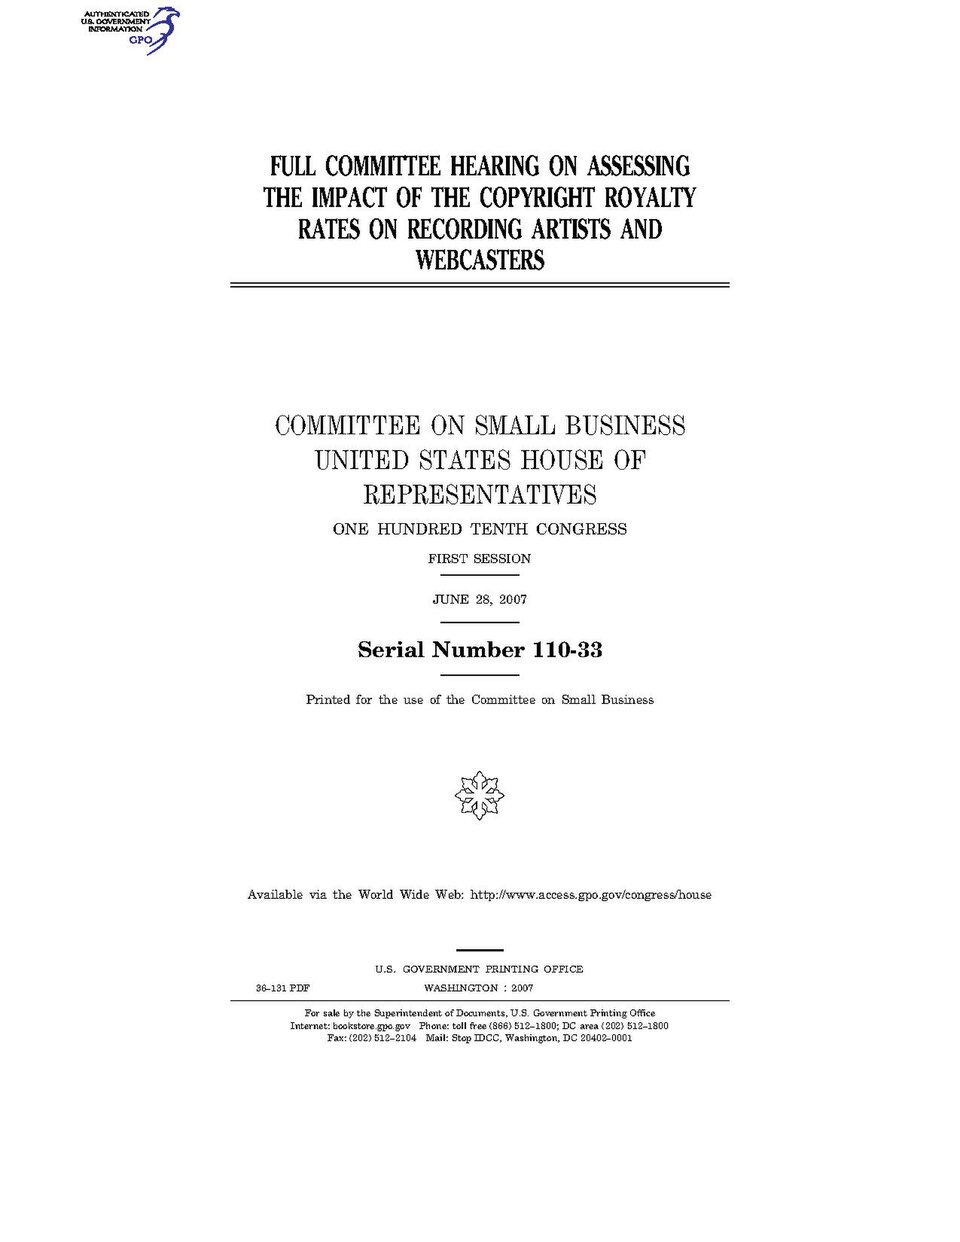 AUTHENTICATED
U.S. GOVERNMENT
INFORMATION
GPO
FULL COMMITTEE HEARING ON ASSESSING
THE IMPACT OF THE COPYRIGHT ROYALTY
RATES ON RECORDING ARTISTS AND
WEBCASTERS
COMMITTEE ON SMALL BUSINESS
UNITED STATES HOUSE OF
REPRESENTATIVES
ONE HUNDRED TENTH CONGRESS
FIRST SESSION
JUNE 28, 2007
Serial Number 110-33
Printed for the use of the Committee on Small Business
Available via the World Wide Web: http://www.access.gpo.gov/congress/house
U.S. GOVERNMENT PRINTING OFFICE
36–131 PDF WASHINGTON : 2007
For sale by the Superintendent of Documents, U.S. Government Printing Office
Internet: bookstore.gpo.gov Phone: toll free (866) 512–1800; DC area (202) 512–1800
Fax: (202) 512–2104 Mail: Stop IDCC, Washington, DC 20402–0001